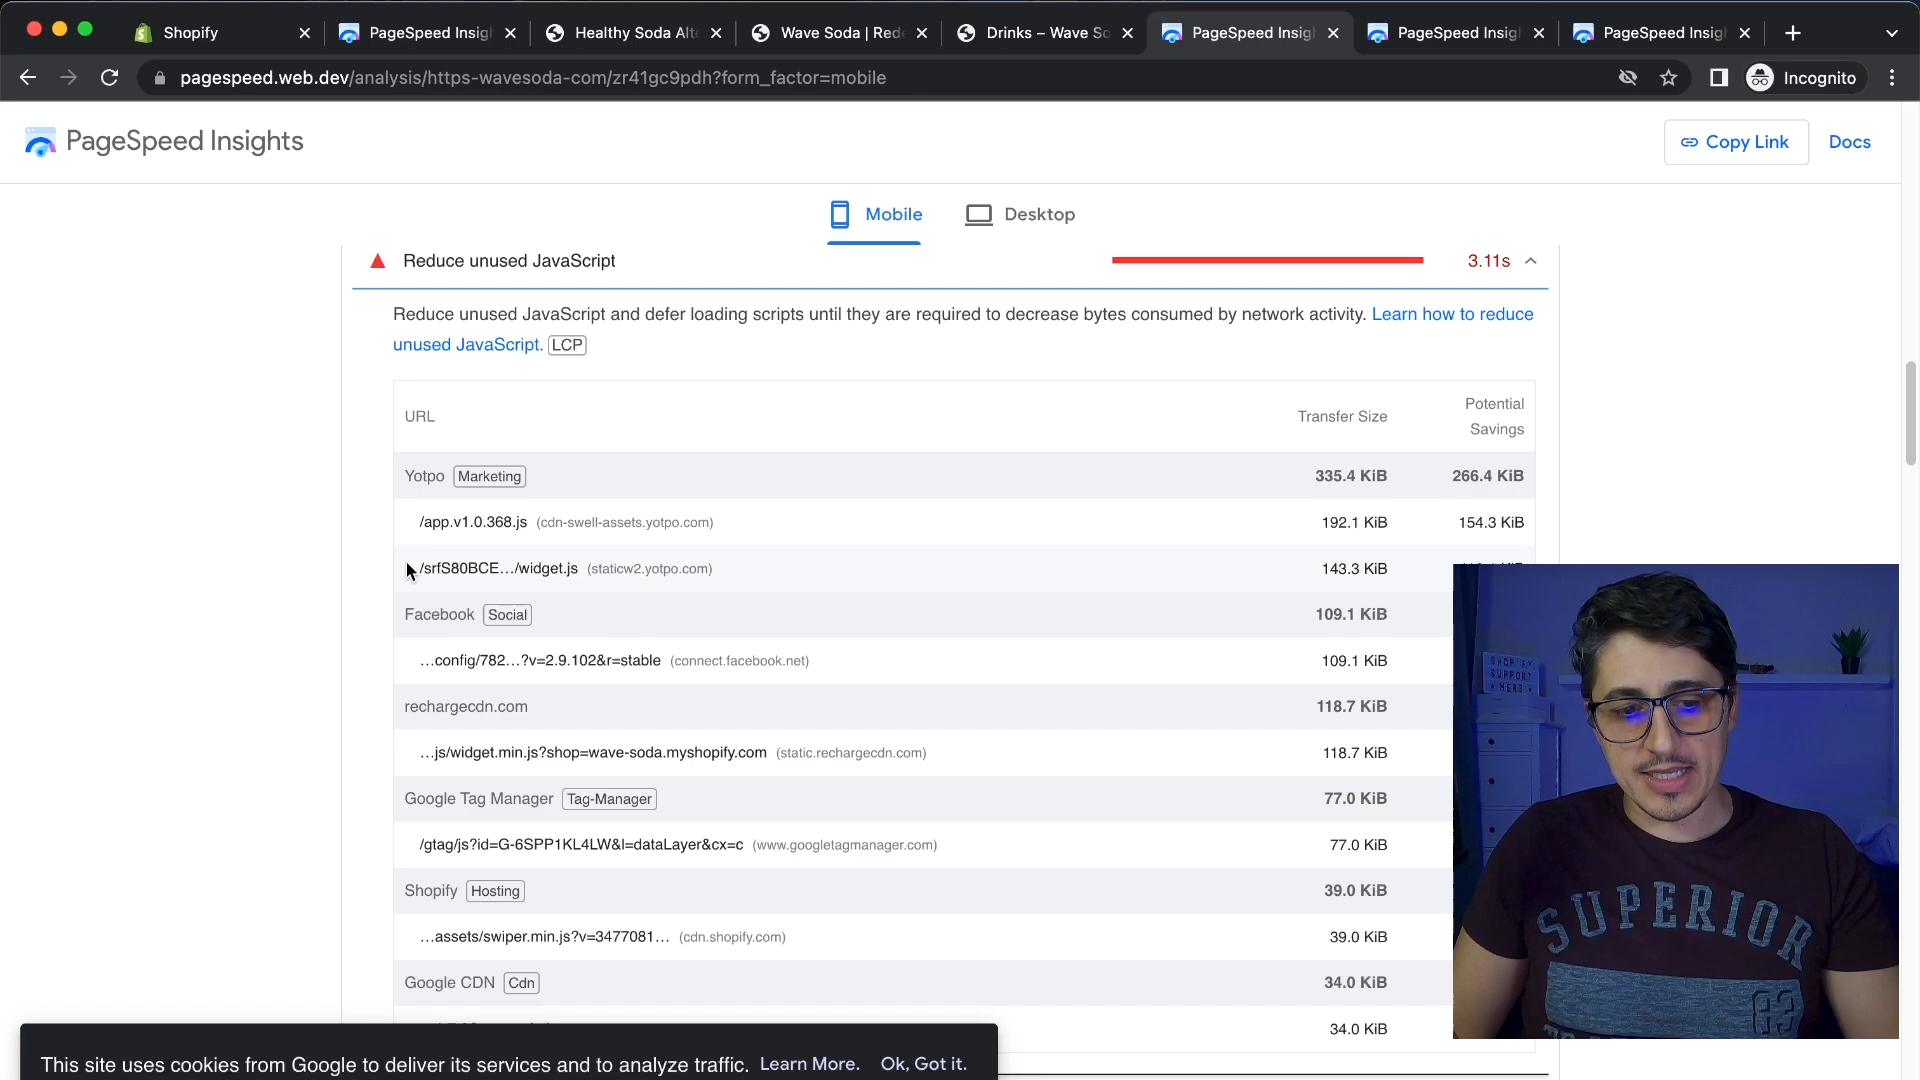 Shopify
PageSpeed Insigh
Healthy Soda Alte
Wave Soda | Rede
Drinks – Wave So
PageSpeed Insigh
PageSpeed Insigh
PageSpeed Insigh
pagespeed.web.dev/analysis/https-wavesoda-com/zr41gc9pdh?form_factor=mobile
Incognito
PageSpeed Insights
Copy Link
Docs
Mobile
Desktop
Reduce unused JavaScript
3.11s
Reduce unused JavaScript and defer loading scripts until they are required to decrease bytes consumed by network activity. Learn how to reduce
unused JavaScript. LCP
URL
Transfer Size
Potential
Savings
Yotpo Marketing 335.4 KiB 266.4 KiB
/app.v1.0.368.js (cdn-swell-assets.yotpo.com) 192.1 KiB 154.3 KiB
/srfS80BCE…/widget.js (staticw2.yotpo.com) 143.3 KiB
Facebook Social 109.1 KiB
…config/782…?v=2.9.102&r=stable (connect.facebook.net) 109.1 KiB
rechargecdn.com 118.7 KiB
…js/widget.min.js?shop=wave-soda.myshopify.com (static.rechargecdn.com) 118.7 KiB
Google Tag Manager Tag-Manager 77.0 KiB
/gtag/js?id=G-6SPP1KL4LW&l=dataLayer&cx=c (www.googletagmanager.com) 77.0 KiB
Shopify Hosting 39.0 KiB
…assets/swiper.min.js?v=3477081… (cdn.shopify.com) 39.0 KiB
Google CDN Cdn 34.0 KiB
34.0 KiB
This site uses cookies from Google to deliver its services and to analyze traffic. Learn More. Ok, Got it.
SUPPORT
HERO
SUPERIOR